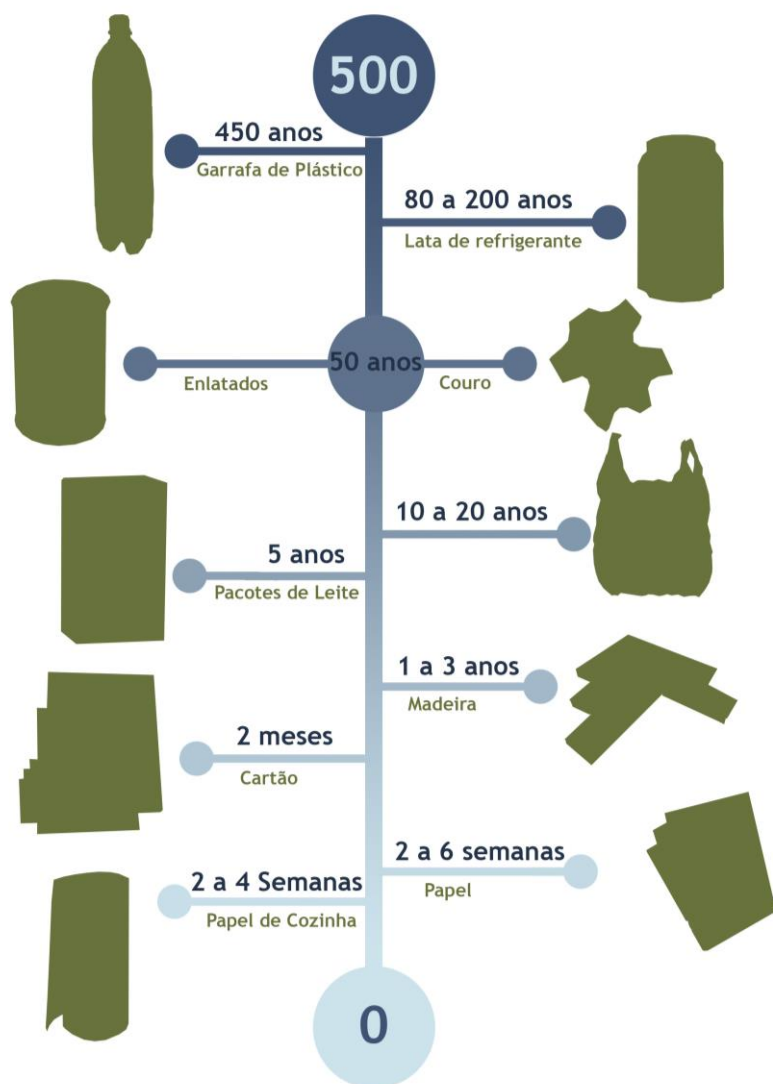 500
450 anos
Garrafa de Plástico
80 a 200 anos
Lata de refrigerante
50 anos
Enlatados
Couro
10 a 20 anos
5 anos
Pacotes de Leite
1 a 3 anos
Madeira
2 meses
Cartão
2 a 6 semanas
Papel
2 a 4 Semanas
Papel de Cozinha
0